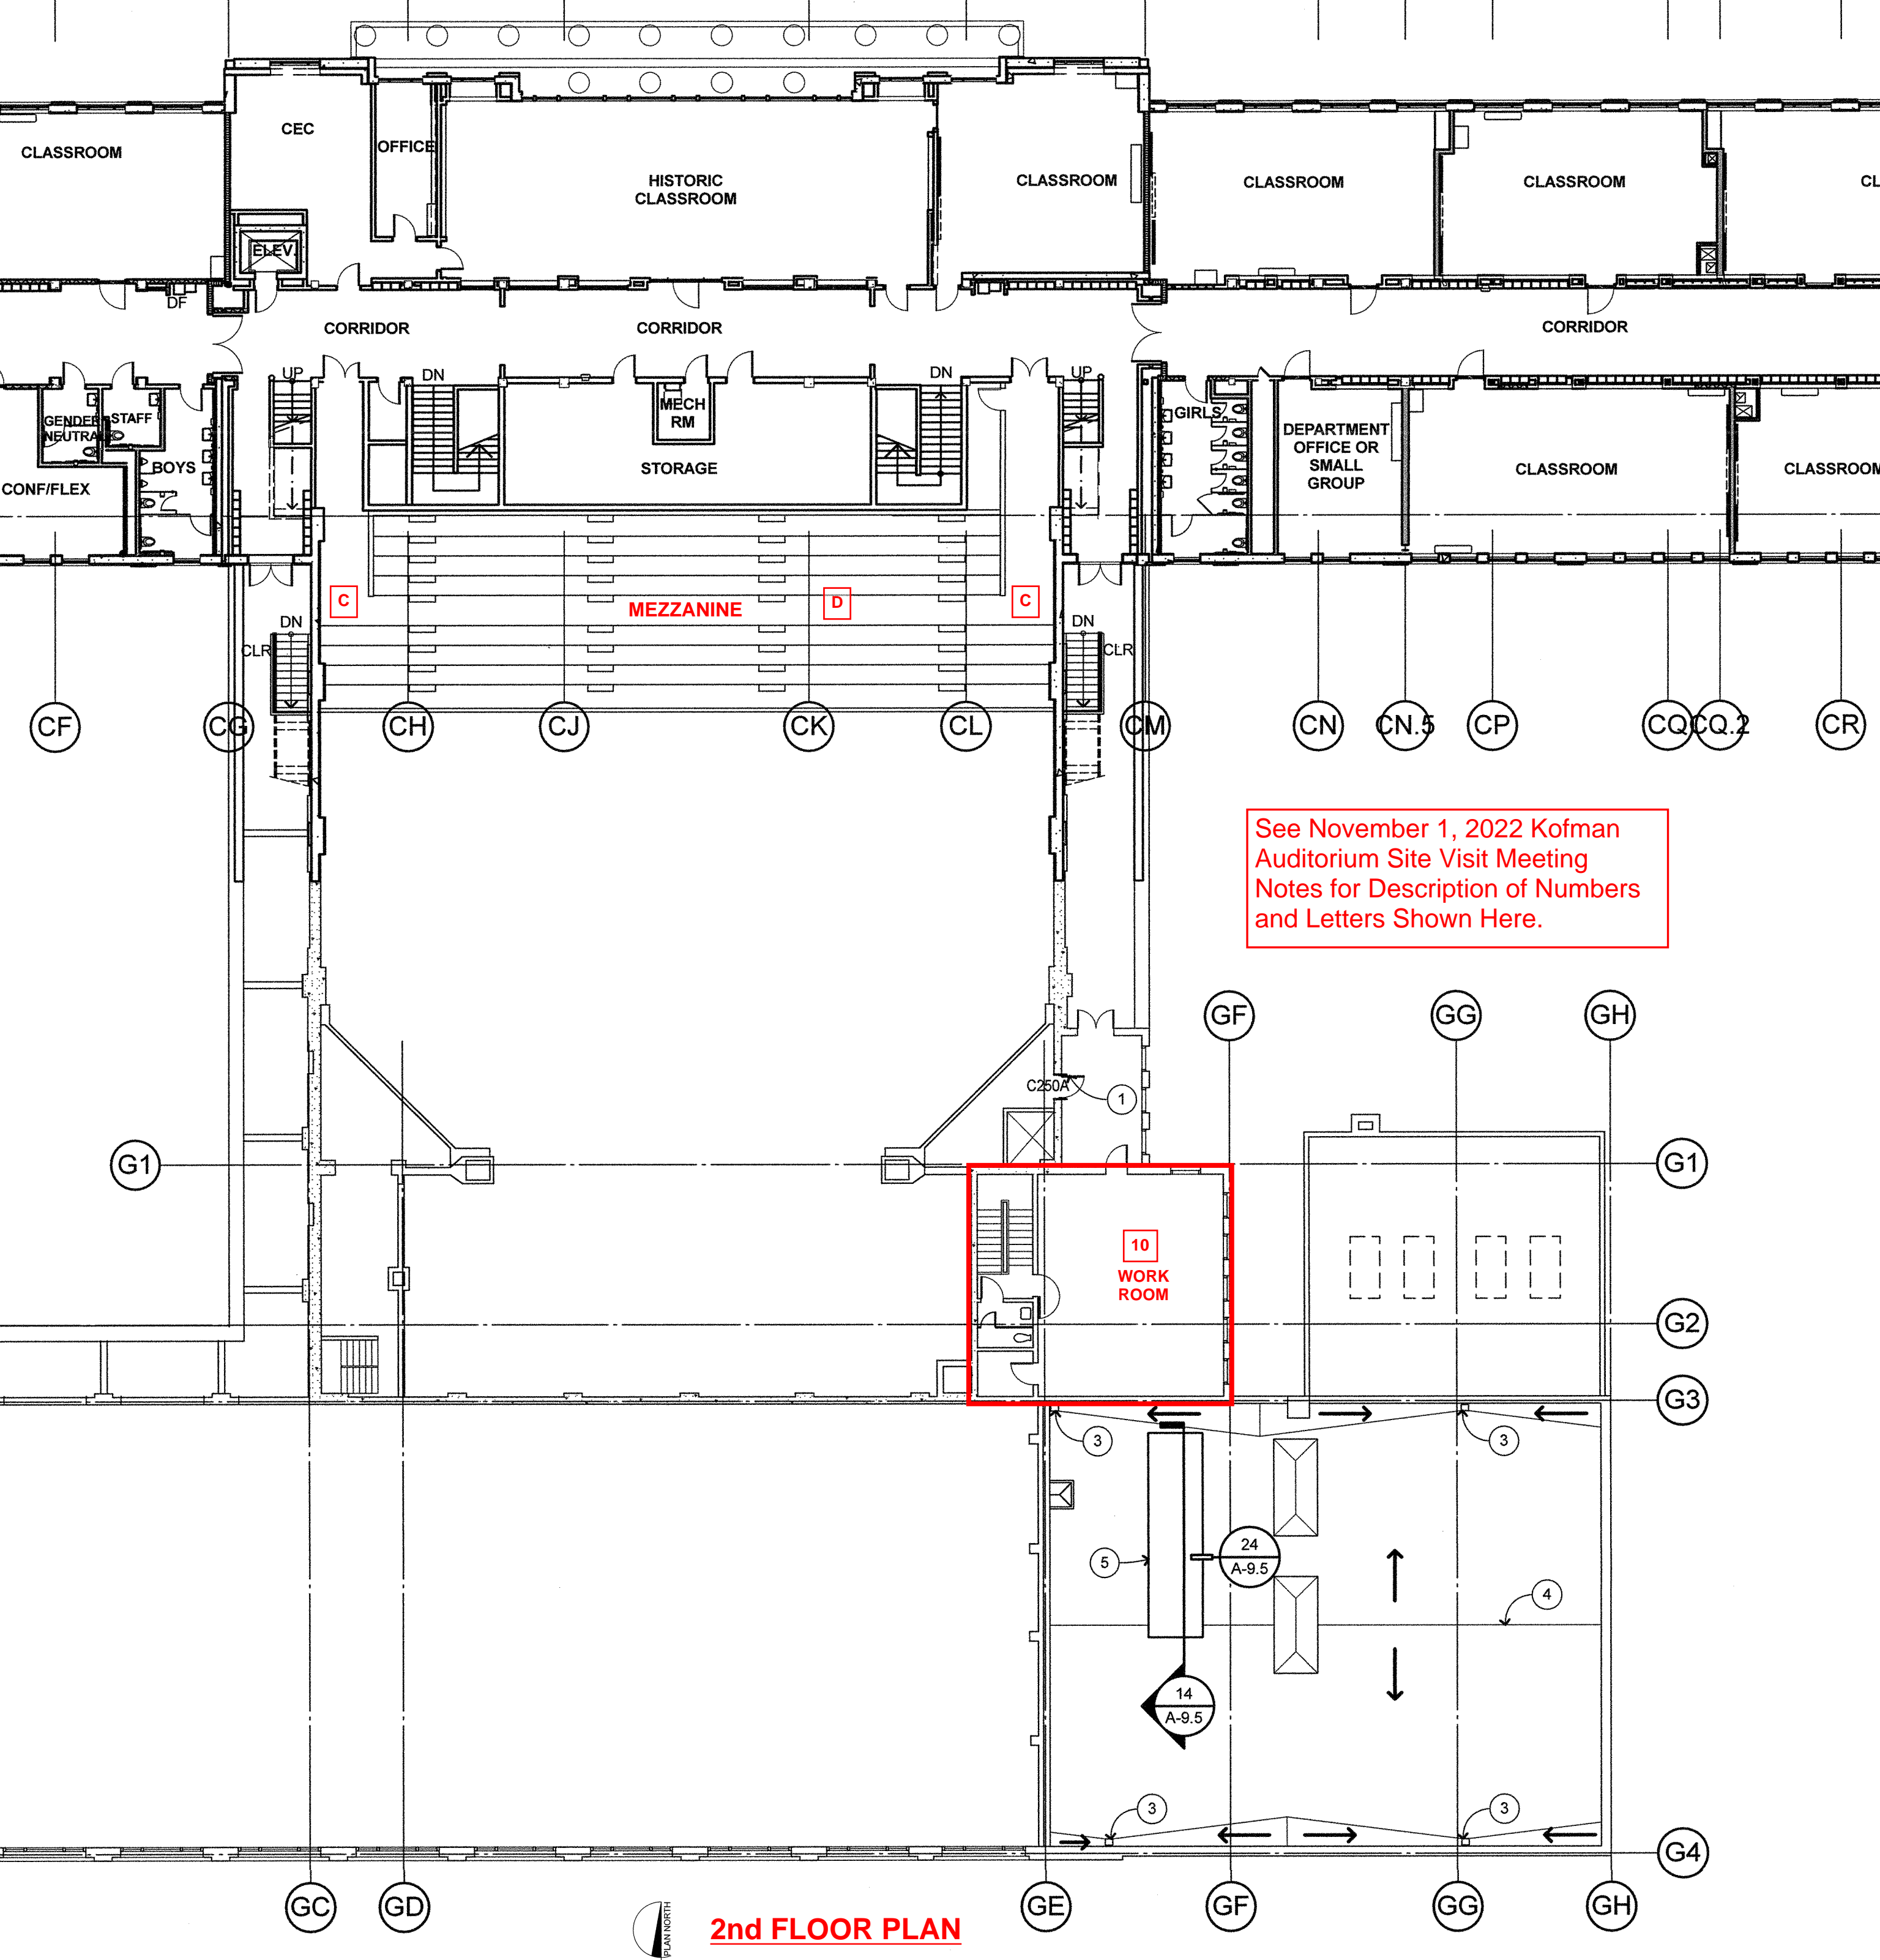 CLASSROOM
CEC
OFFICE
HISTORIC
CLASSROOM
CLASSROOM
CLASSROOM
CLASSROOM
CL
ELEV.
DF
CORRIDOR
CORRIDOR
CORRIDOR
UP
DN
DN
UP
MECH
RM
GENDER
NEUTRAL
STAFF
BOYS
CONF/FLEX
STORAGE
GIRLS
DEPARTMENT
OFFICE OR
SMALL
GROUP
CLASSROOM
CLASSROOM
C
MEZZANINE
D
C
DN
CLR
DN
CLR
CF
CG
CH
CJ
CK
CL
CM
CN
CN.5
CP
CQ
CQ.2
CR
See November 1, 2022 Kofman
Auditorium Site Visit Meeting
Notes for Description of Numbers
and Letters Shown Here.
GF
GG
GH
C250A
1
G1
G1
10
WORK
ROOM
G2
G3
3
3
24
A-9.5
5
4
14
A-9.5
3
3
G4
GC
GD
GE
GF
GG
GH
PLAN NORTH
2nd FLOOR PLAN